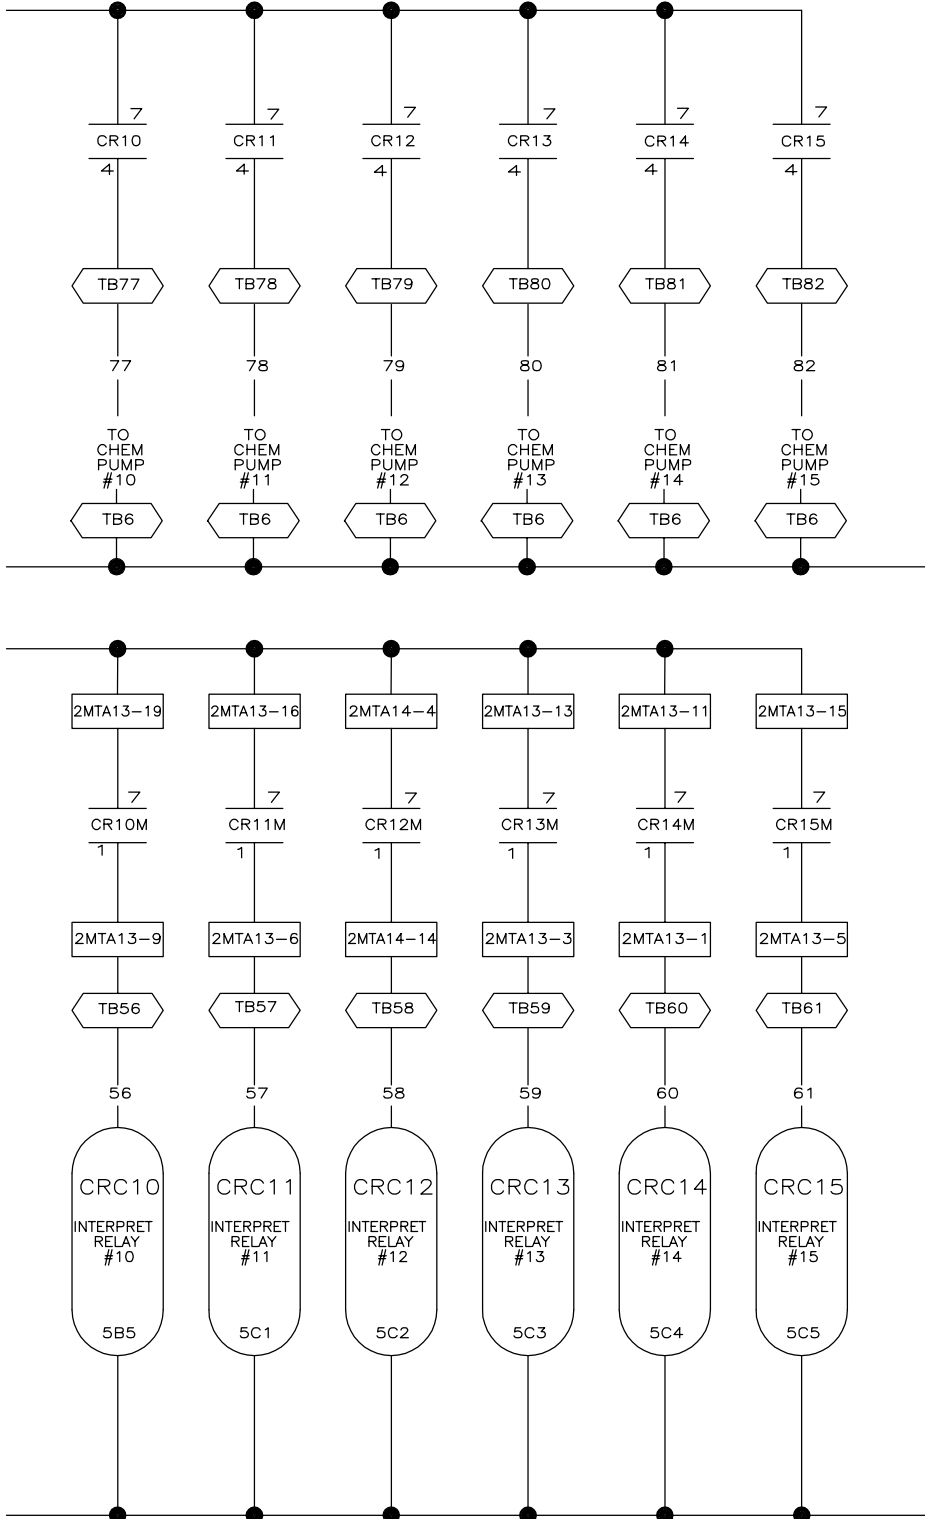 7 7 7 7 7 7
CR10 CR11 CR12 CR13 CR14 CR15
4 4 4 4 4 4
TB77 TB78 TB79 TB80 TB81 TB82
77 78 79 80 81 82
TO TO TO TO TO TO
CHEM CHEM CHEM CHEM CHEM CHEM
PUMP PUMP PUMP PUMP PUMP PUMP
#10 #11 #12 #13 #14 #15
TB6 TB6 TB6 TB6 TB6 TB6
2MTA13-19 2MTA13-16 2MTA14-4 2MTA13-13 2MTA13-11 2MTA13-15
7 7 7 7 7 7
CR10M CR11M CR12M CR13M CR14M CR15M
1 1 1 1 1 1
2MTA13-9 2MTA13-6 2MTA14-14 2MTA13-3 2MTA13-1 2MTA13-5
TB56 TB57 TB58 TB59 TB60 TB61
56 57 58 59 60 61
CRC10 CRC11 CRC12 CRC13 CRC14 CRC15
INTERPRET INTERPRET INTERPRET INTERPRET INTERPRET INTERPRET
RELAY RELAY RELAY RELAY RELAY RELAY
#10 #11 #12 #13 #14 #15
5B5 5C1 5C2 5C3 5C4 5C5